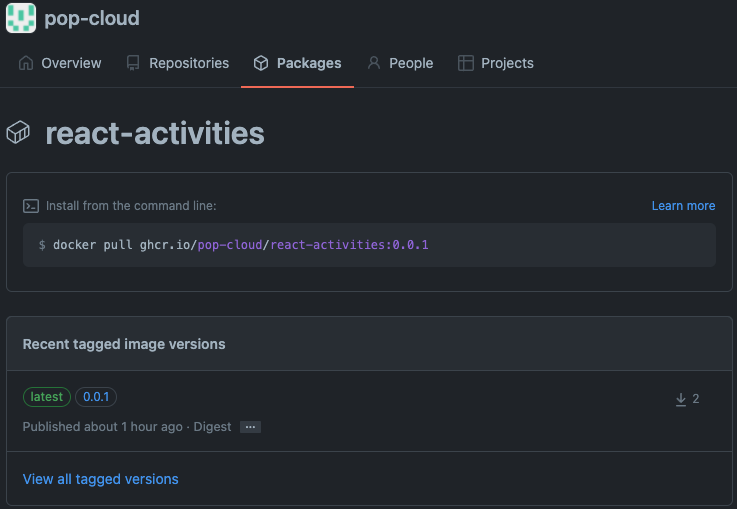 pop-cloud
Overview Repositories Packages People Projects
react-activities
Install from the command line: Learn more
$ docker pull ghcr.io/pop-cloud/react-activities:0.0.1
Recent tagged image versions
latest 0.0.1 2
Published about 1 hour ago · Digest ...
View all tagged versions